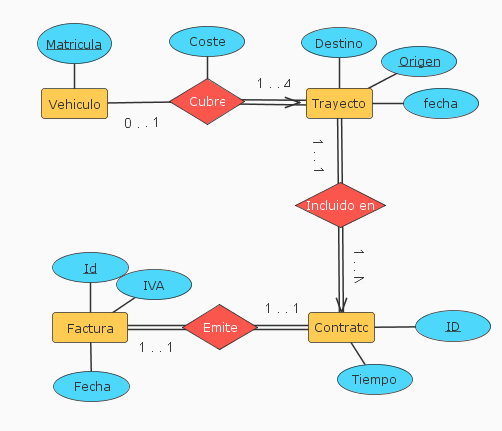 Matricula
Coste
Destino
Origen
Vehiculo
Cubre
Trayecto
fecha
0 .. 1
1 .. 4
1 .. 1
Incluido en
1 .. N
Id
IVA
Factura
Emite
Contrato
ID
1 .. 1
1 .. 1
Fecha
Tiempo